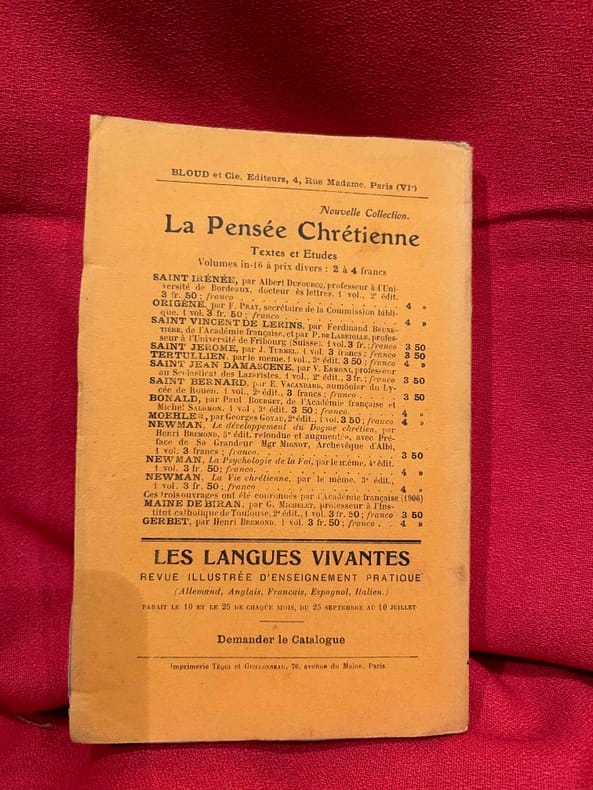 BLOUD et Cie, Editeurs, 4, Rue Madame, Paris (VIe)
Nouvelle Collection.
La Pensée Chrétienne
Textes et Etudes
Volumes in-16 à prix divers : 2 à 4 francs
SAINT IRÉNÉE, par Albert DUFOURCQ, professeur à l'Uni-
versité de Bordeaux, docteur ès lettres. 1 vol., 2e édit.
3 fr. 50 ; franco . . . . . . . . . . . . . 4 »
ORIGÈNE, par F. PRAT, secrétaire de la Commission bibli-
que. 1 vol. 3 fr. 50 ; franco . . . . . . . . . 4 »
SAINT VINCENT DE LERINS, par Ferdinand BRUNE-
TIÈRE, de l'Académie française, et par P. DE LABRIOLLE, profes-
seur à l'Université de Fribourg (Suisse). 1 vol. 3 fr. ; franco 3 50
SAINT JEROME, par J. TURMEL. 1 vol. 3 francs ; franco 3 50
TERTULLIEN, par le même. 1 vol., 3e édit. 3 50 ; franco 4 »
SAINT JEAN DAMASCÈNE, par V. ERMONI, professeur
au Scolasticat des Lazaristes. 1 vol., 2e édit., 3 fr. ; franco 3 50
SAINT BERNARD, par E. VACANDARD, aumônier du Ly-
cée de Rouen. 1 vol., 2e édit., 3 francs ; franco . . 3 50
BONALD, par Paul BOURGET, de l'Académie française et
Michel SALOMON. 1 vol., 3e édit. 3 50 ; franco. . . . 4 »
MOEHLER, par Georges GOYAU, 2e édit., 1 vol. 3 50 ; franco 4 »
NEWMAN, Le développement du Dogme chrétien, par
Henri BREMOND, 5e édit. refondue et augmentée, avec Pré-
face de Sa Grandeur Mgr MIGNOT, Archevêque d'Albi,
1 vol. 3 francs ; franco. . . . . . . . . . . 3 50
NEWMAN, La Psychologie de la Foi, par le même, 4e édit.
1 vol. 3 fr. 50 ; franco. . . . . . . . . . . 4 »
NEWMAN, La Vie chrétienne, par le même, 3e édit.,
1 vol. 3 fr. 50 ; franco . . . . . . . . . . . 4 »
Ces trois ouvrages ont été couronnés par l'Académie française (1906)
MAINE DE BIRAN, par G. MICHELET, professeur à l'Ins-
titut catholique de Toulouse, 2e édit., 1 vol. 3 fr. 20 ; franco 3 50
GERBET, par Henri BREMOND. 1 vol. 3 fr. 50 ; franco . . 4 »
LES LANGUES VIVANTES
REVUE ILLUSTRÉE D'ENSEIGNEMENT PRATIQUE
(Allemand, Anglais, Francais, Espagnol, Italien.)
PARAIT LE 10 ET LE 25 DE CHAQUE MOIS, DU 25 SEPTEMBRE AU 10 JUILLET
Demander le Catalogue
Imprimerie TÉQUI et GUILLONNEAU, 70, avenue du Maine, Paris.